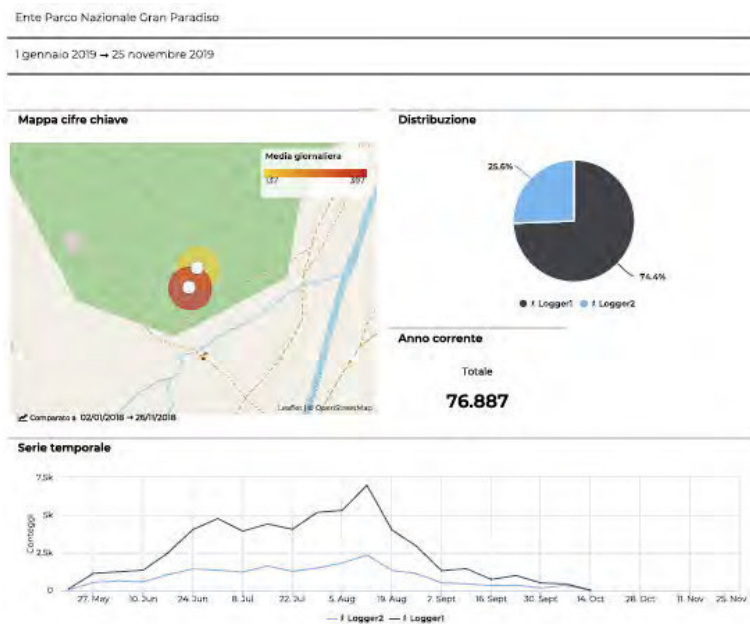 Ente Parco Nazionale Gran Paradiso
1 gennaio 2019 → 25 novembre 2019
Mappa cifre chiave
Media giornaliera
137 397
Leaflet | © OpenStreetMap
Comparato a 02/01/2018 → 26/11/2018
Distribuzione
25.6%
74.4%
Logger1 Logger2
Anno corrente
Totale
76.887
Serie temporale
Conteggi
7.5k
5k
2.5k
0
27. May 10. Jun 24. Jun 8. Jul 22. Jul 5. Aug 19. Aug 7. Sept 16. Sept 30. Sept 14. Oct 28. Oct 11. Nov 25. Nov
Logger2 Logger1